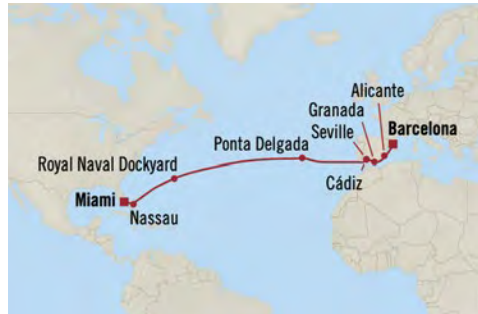 Alicante
Granada
Seville
Barcelona
Ponta Delgada
Cádiz
Royal Naval Dockyard
Miami
Nassau